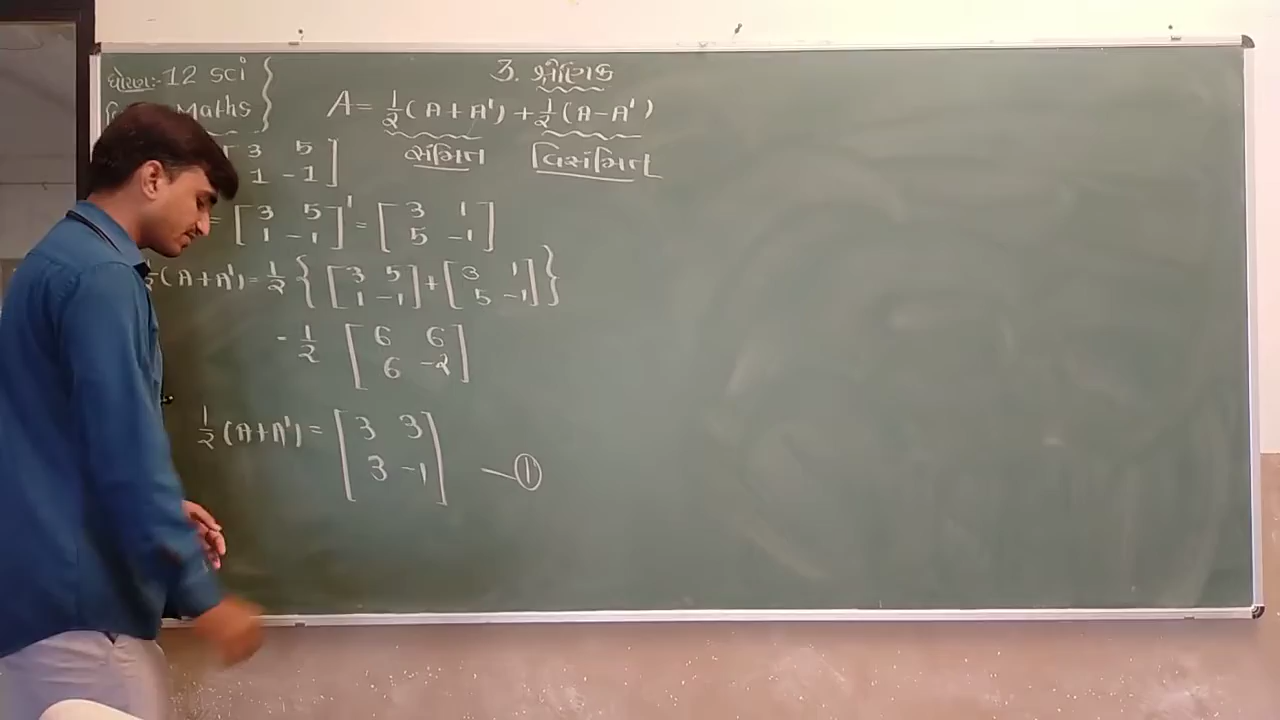 ધોરણ:- 12 sci
Maths
3. શ્રેણિક
A = 1/2 (A + A') + 1/2 (A - A')
સંમિત વિસંમિત
[3 5
1 -1]
= [3 5
1 -1]' = [3 1
5 -1]
1/2 (A + A') = 1/2 { [3 5
1 -1] + [3 1
5 -1] }
- 1/2 [6 6
6 -2]
1/2 (A + A') = [3 3
3 -1] — ①